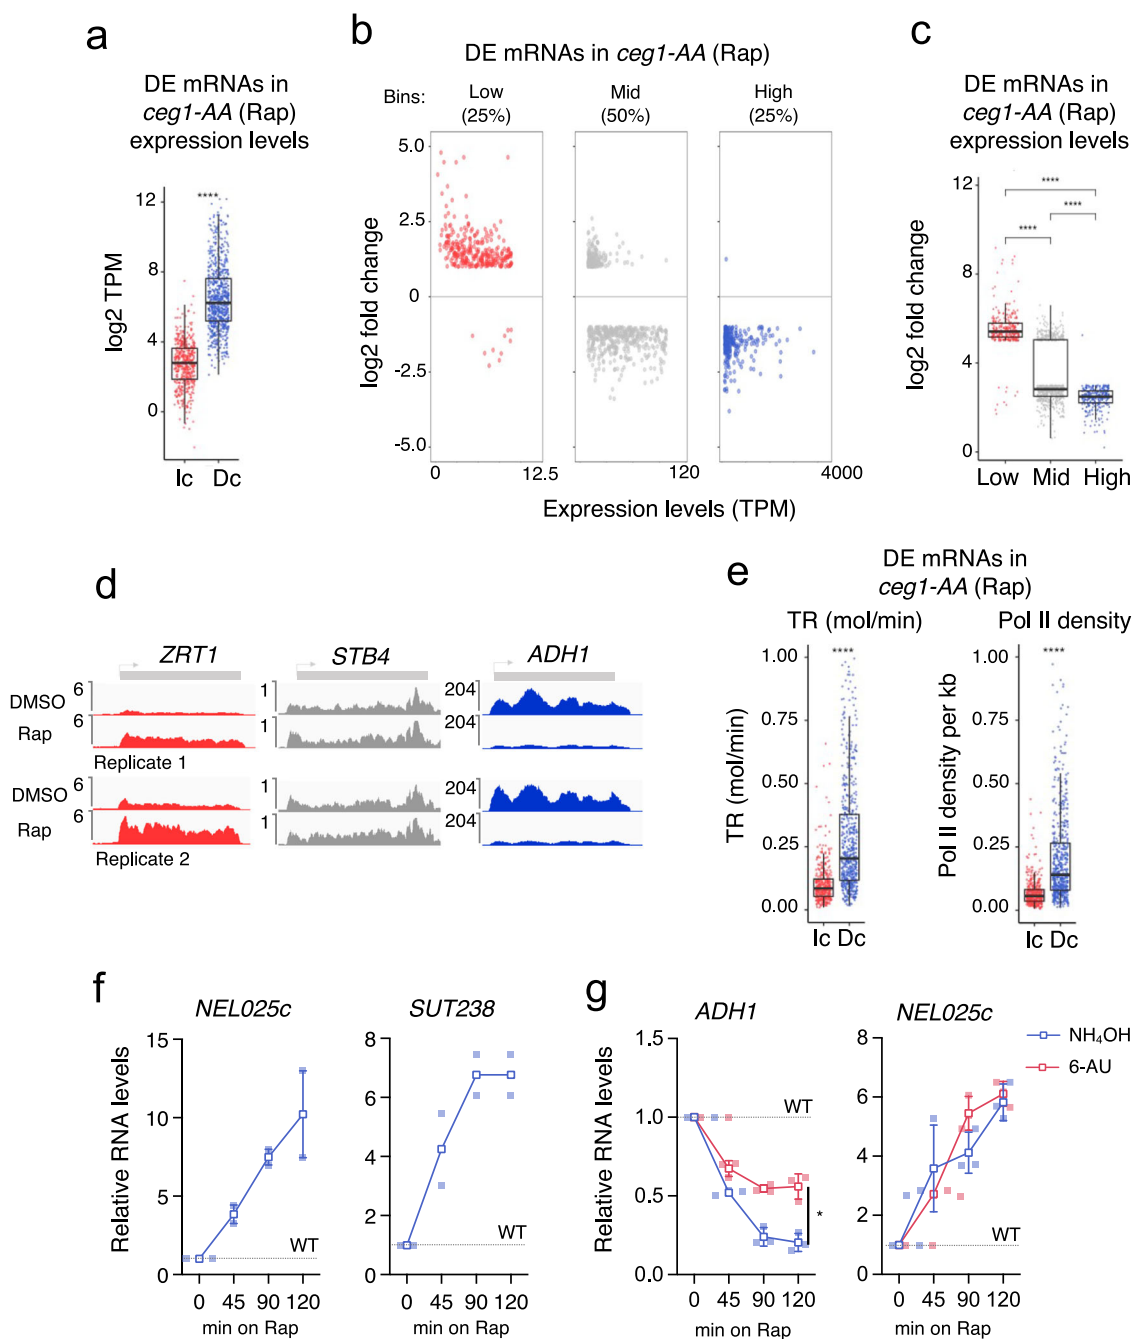 a
DE mRNAs in
ceg1-AA (Rap)
expression levels
****
12
8
4
0
log2 TPM
Ic Dc
b
DE mRNAs in ceg1-AA (Rap)
Bins:
Low
(25%)
Mid
(50%)
High
(25%)
5.0
2.5
0
-2.5
-5.0
log2 fold change
0
12.5
120
4000
Expression levels (TPM)
c
DE mRNAs in
ceg1-AA (Rap)
expression levels
12
8
4
0
log2 fold change
****
****
****
Low Mid High
d
ZRT1
STB4
ADH1
DMSO
6
1
204
Rap
6
1
204
Replicate 1
DMSO
6
1
204
Rap
6
1
204
Replicate 2
e
DE mRNAs in
ceg1-AA (Rap)
TR (mol/min)
****
1.00
0.75
0.50
0.25
0.00
TR (mol/min)
Ic Dc
Pol II density
****
1.00
0.75
0.50
0.25
0.00
Pol II density per kb
Ic Dc
f
NEL025c
15
10
5
0
Relative RNA levels
WT
0 45 90 120
min on Rap
SUT238
8
6
4
2
0
WT
0 45 90 120
min on Rap
g
ADH1
1.5
1.0
0.5
0.0
Relative RNA levels
WT
*
0 45 90 120
min on Rap
NEL025c
8
6
4
2
0
WT
0 45 90 120
min on Rap
NH₄OH
6-AU